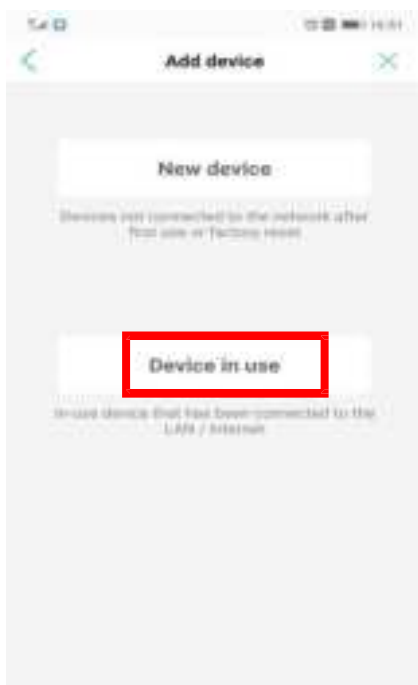 Add device
New device
Devices not connected to the network after
first use or factory reset
Device in use
In-use device that has been connected to the
LAN / Internet